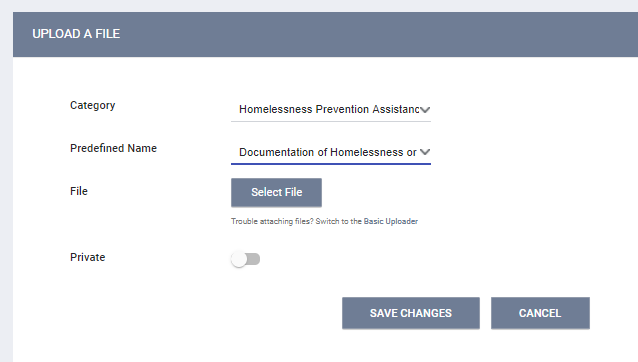 UPLOAD A FILE
Category
Homelessness Prevention Assistanc
Predefined Name
Documentation of Homelessness or
File
Select File
Trouble attaching files? Switch to the Basic Uploader
Private
SAVE CHANGES
CANCEL